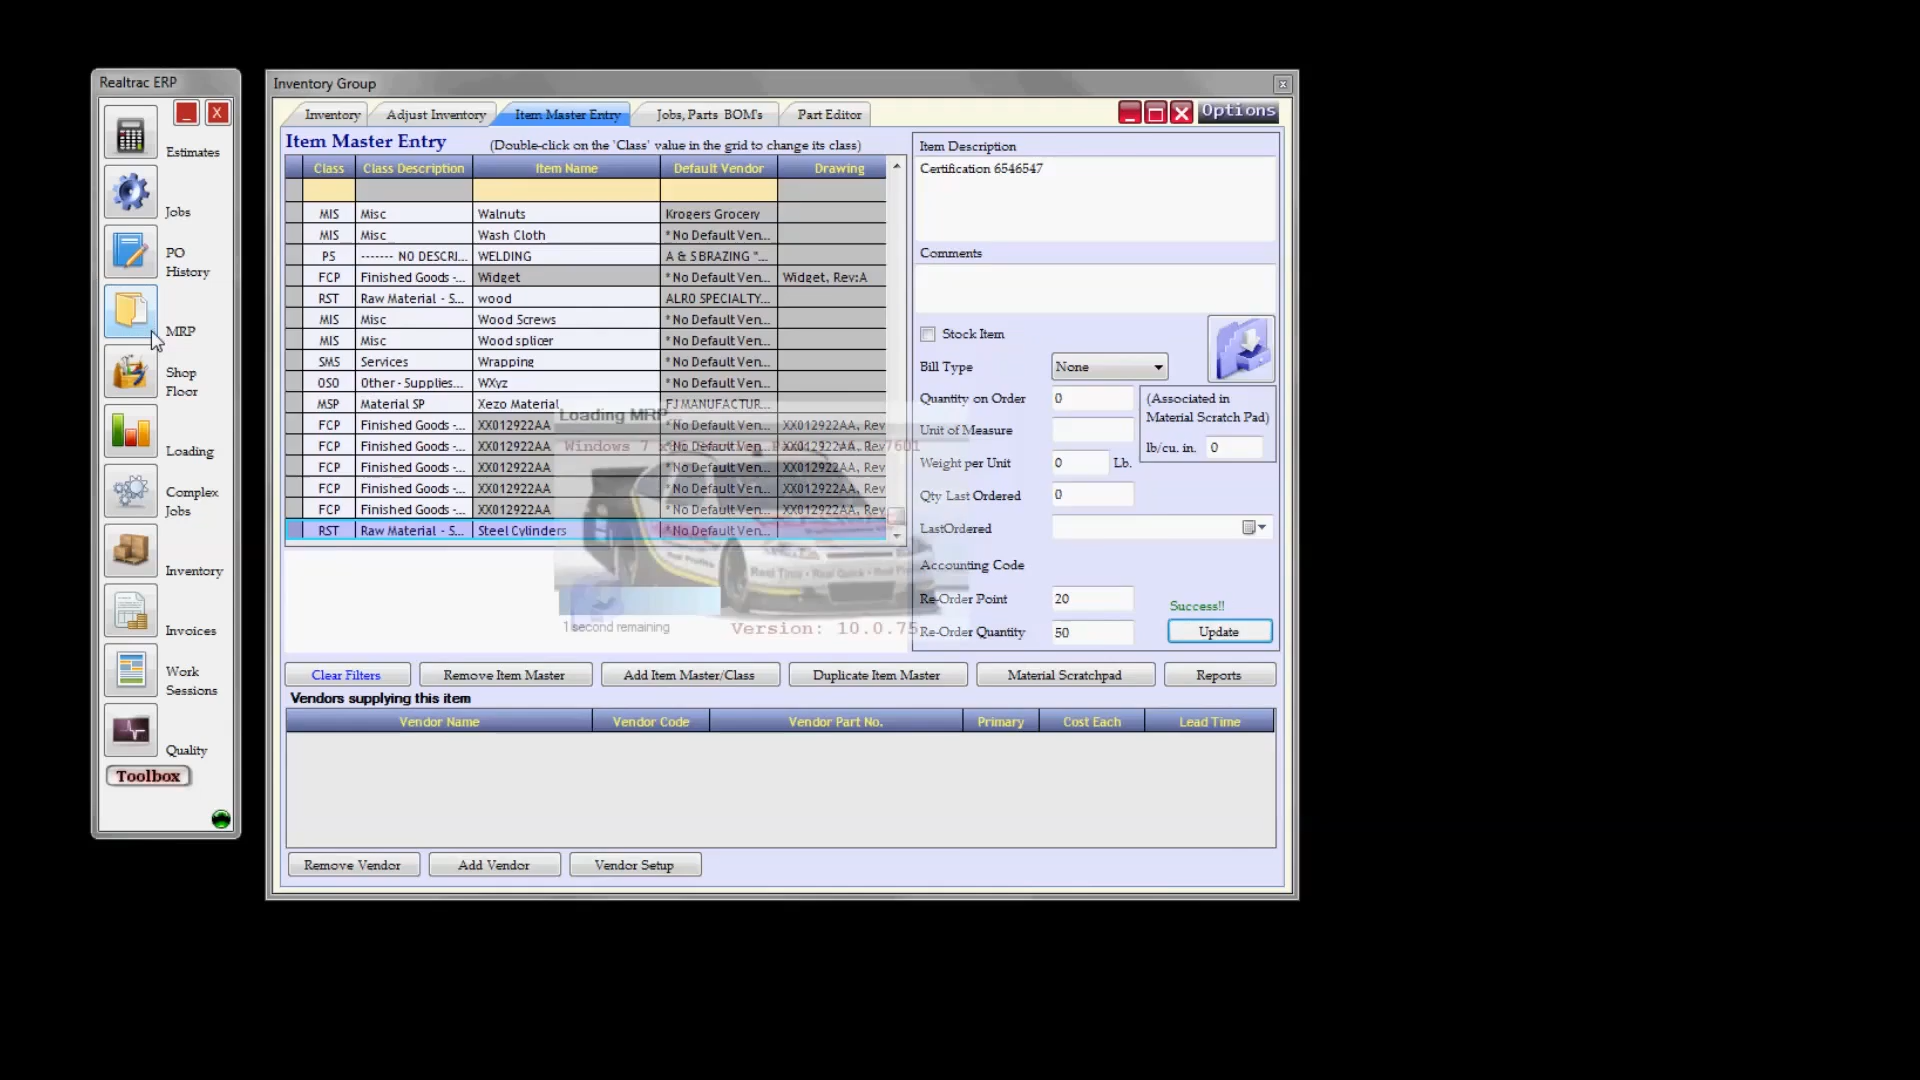 Realtrac ERP
_ X
Estimates
Jobs
PO
History
MRP
Shop
Floor
Loading
Complex
Jobs
Inventory
Invoices
Work
Sessions
Quality
Toolbox
Inventory Group
Inventory Adjust Inventory Item Master Entry Jobs, Parts BOM's Part Editor Options
Item Master Entry (Double-click on the 'Class' value in the grid to change its class)
Class Class Description Item Name Default Vendor Drawing
MIS Misc Walnuts Krogers Grocery
MIS Misc Wash Cloth * No Default Ven...
PS ------- NO DESCRI... WELDING A & S BRAZING "...
FCP Finished Goods -... Widget * No Default Ven... Widget, Rev:A
RST Raw Material - S... wood ALRO SPECIALTY...
MIS Misc Wood Screws * No Default Ven...
MIS Misc Wood splicer * No Default Ven...
SMS Services Wrapping * No Default Ven...
OSO Other - Supplies... WXyz * No Default Ven...
MSP Material SP Xezo Material FJ MANUFACTUR...
FCP Finished Goods -... XX012922AA * No Default Ven... XX012922AA, Rev
FCP Finished Goods -... XX012922AA * No Default Ven... XX012922AA, Rev
FCP Finished Goods -... XX012922AA * No Default Ven... XX012922AA, Rev
FCP Finished Goods -... XX012922AA * No Default Ven... XX012922AA, Rev
FCP Finished Goods -... XX012922AA * No Default Ven... XX012922AA, Rev
RST Raw Material - S... Steel Cylinders * No Default Ven...
Loading MRP
Windows 7 7601
Real Time - Real Quick - Real
1 second remaining
Version: 10.0.75
Item Description
Certification 6546547
Comments
Stock Item
Bill Type None
Quantity on Order 0
(Associated in
Material Scratch Pad)
Unit of Measure
lb/cu. in. 0
Weight per Unit 0 Lb.
Qty Last Ordered 0
LastOrdered
Accounting Code
Re-Order Point 20
Success!!
Re-Order Quantity 50 Update
Clear Filters Remove Item Master Add Item Master/Class Duplicate Item Master Material Scratchpad Reports
Vendors supplying this item
Vendor Name Vendor Code Vendor Part No. Primary Cost Each Lead Time
Remove Vendor Add Vendor Vendor Setup